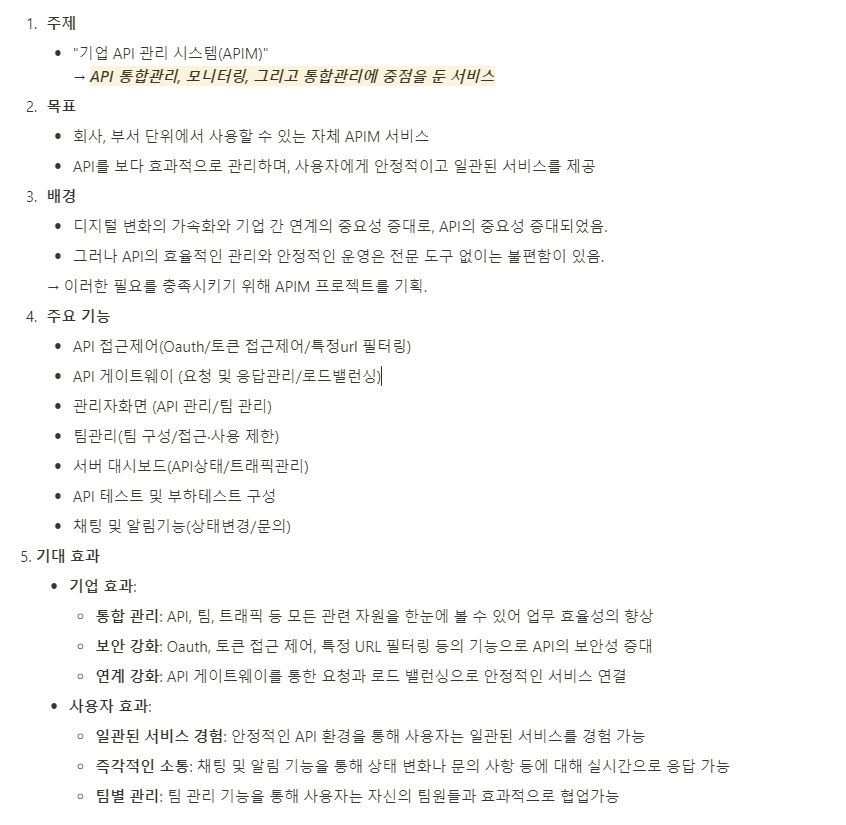 1. 주제
• "기업 API 관리 시스템(APIM)"
→ API 통합관리, 모니터링, 그리고 통합관리에 중점을 둔 서비스
2. 목표
• 회사, 부서 단위에서 사용할 수 있는 자체 APIM 서비스
• API를 보다 효과적으로 관리하며, 사용자에게 안정적이고 일관된 서비스를 제공
3. 배경
• 디지털 변화의 가속화와 기업 간 연계의 중요성 증대로, API의 중요성 증대되었음.
• 그러나 API의 효율적인 관리와 안정적인 운영은 전문 도구 없이는 불편함이 있음.
→ 이러한 필요를 충족시키기 위해 APIM 프로젝트를 기획.
4. 주요 기능
• API 접근제어(Oauth/토큰 접근제어/특정url 필터링)
• API 게이트웨이 (요청 및 응답관리/로드밸런싱)
• 관리자화면 (API 관리/팀 관리)
• 팀관리(팀 구성/접근·사용 제한)
• 서버 대시보드(API상태/트래픽관리)
• API 테스트 및 부하테스트 구성
• 채팅 및 알림기능(상태변경/문의)
5. 기대 효과
• 기업 효과:
◦ 통합 관리: API, 팀, 트래픽 등 모든 관련 자원을 한눈에 볼 수 있어 업무 효율성의 향상
◦ 보안 강화: Oauth, 토큰 접근 제어, 특정 URL 필터링 등의 기능으로 API의 보안성 증대
◦ 연계 강화: API 게이트웨이를 통한 요청과 로드 밸런싱으로 안정적인 서비스 연결
• 사용자 효과:
◦ 일관된 서비스 경험: 안정적인 API 환경을 통해 사용자는 일관된 서비스를 경험 가능
◦ 즉각적인 소통: 채팅 및 알림 기능을 통해 상태 변화나 문의 사항 등에 대해 실시간으로 응답 가능
◦ 팀별 관리: 팀 관리 기능을 통해 사용자는 자신의 팀원들과 효과적으로 협업가능